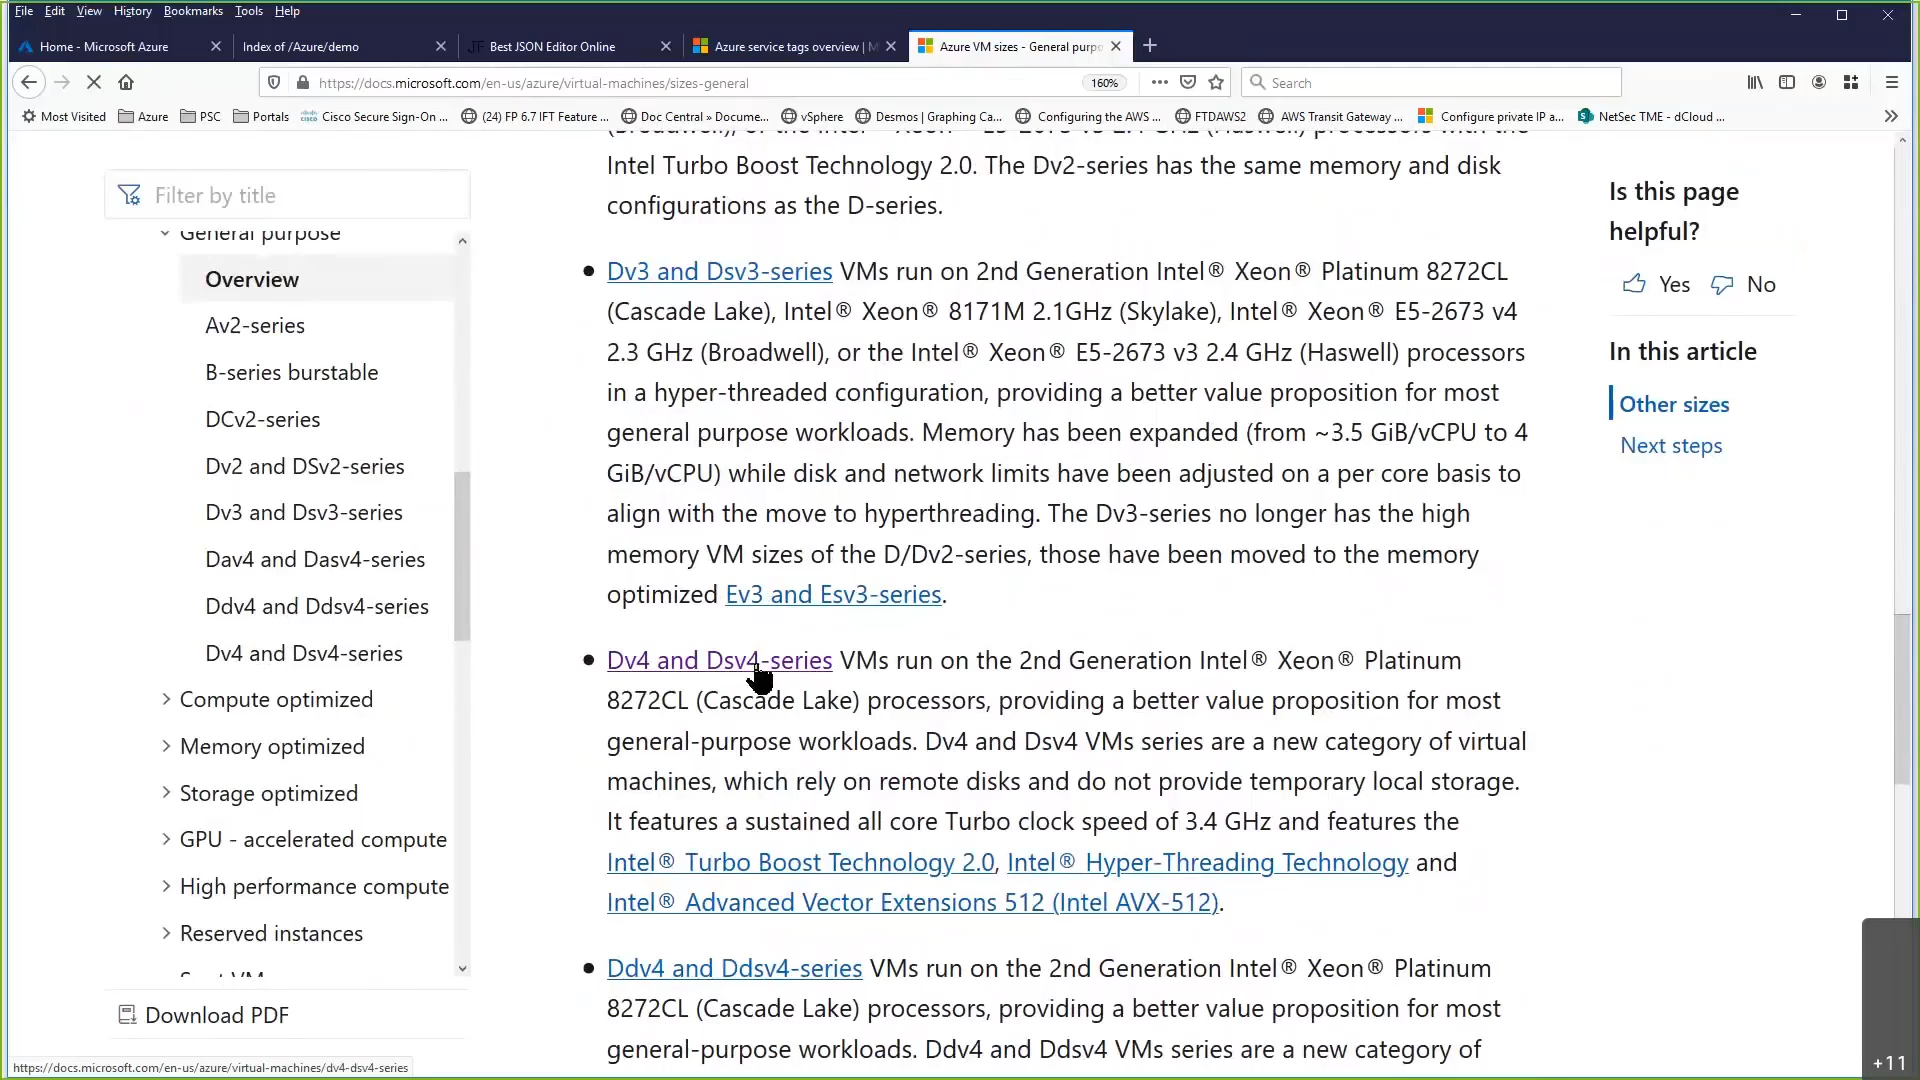 File Edit View History Bookmarks Tools Help
Home - Microsoft Azure
Index of /Azure/demo
JF Best JSON Editor Online
Azure service tags overview | M
Azure VM sizes - General purpo
https://docs.microsoft.com/en-us/azure/virtual-machines/sizes-general
160%
Search
Most Visited
Azure
PSC
Portals
Cisco Secure Sign-On ...
(24) FP 6.7 IFT Feature ...
Doc Central » Docume...
vSphere
Desmos | Graphing Ca...
Configuring the AWS ...
FTDAWS2
AWS Transit Gateway ...
Configure private IP a...
NetSec TME - dCloud ...
Filter by title
General purpose
Overview
Av2-series
B-series burstable
DCv2-series
Dv2 and DSv2-series
Dv3 and Dsv3-series
Dav4 and Dasv4-series
Ddv4 and Ddsv4-series
Dv4 and Dsv4-series
Compute optimized
Memory optimized
Storage optimized
GPU - accelerated compute
High performance compute
Reserved instances
Download PDF
(Broadwell), or the Intel® Xeon® E5-2673 v3 2.4 GHz (Haswell) processors with the
Intel Turbo Boost Technology 2.0. The Dv2-series has the same memory and disk
configurations as the D-series.
Dv3 and Dsv3-series VMs run on 2nd Generation Intel® Xeon® Platinum 8272CL
(Cascade Lake), Intel® Xeon® 8171M 2.1GHz (Skylake), Intel® Xeon® E5-2673 v4
2.3 GHz (Broadwell), or the Intel® Xeon® E5-2673 v3 2.4 GHz (Haswell) processors
in a hyper-threaded configuration, providing a better value proposition for most
general purpose workloads. Memory has been expanded (from ~3.5 GiB/vCPU to 4
GiB/vCPU) while disk and network limits have been adjusted on a per core basis to
align with the move to hyperthreading. The Dv3-series no longer has the high
memory VM sizes of the D/Dv2-series, those have been moved to the memory
optimized Ev3 and Esv3-series.
Dv4 and Dsv4-series VMs run on the 2nd Generation Intel® Xeon® Platinum
8272CL (Cascade Lake) processors, providing a better value proposition for most
general-purpose workloads. Dv4 and Dsv4 VMs series are a new category of virtual
machines, which rely on remote disks and do not provide temporary local storage.
It features a sustained all core Turbo clock speed of 3.4 GHz and features the
Intel® Turbo Boost Technology 2.0, Intel® Hyper-Threading Technology and
Intel® Advanced Vector Extensions 512 (Intel AVX-512).
Ddv4 and Ddsv4-series VMs run on the 2nd Generation Intel® Xeon® Platinum
8272CL (Cascade Lake) processors, providing a better value proposition for most
general-purpose workloads. Ddv4 and Ddsv4 VMs series are a new category of
Is this page
helpful?
Yes No
In this article
Other sizes
Next steps
https://docs.microsoft.com/en-us/azure/virtual-machines/dv4-dsv4-series
+11